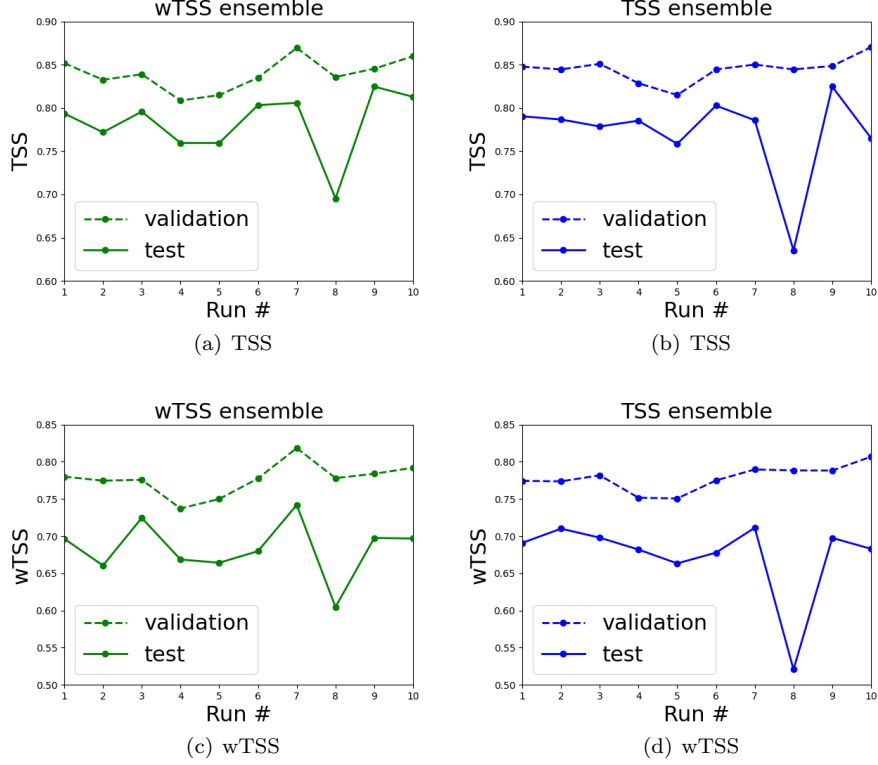 wTSS ensemble
0.90
0.85
0.80
0.75
0.70
0.65
0.60
TSS
validation
test
1 2 3 4 5 6 7 8 9 10
Run #
(a) TSS
TSS ensemble
0.90
0.85
0.80
0.75
0.70
0.65
0.60
TSS
validation
test
1 2 3 4 5 6 7 8 9 10
Run #
(b) TSS
wTSS ensemble
0.85
0.80
0.75
0.70
0.65
0.60
0.55
0.50
wTSS
validation
test
1 2 3 4 5 6 7 8 9 10
Run #
(c) wTSS
TSS ensemble
0.85
0.80
0.75
0.70
0.65
0.60
0.55
0.50
wTSS
validation
test
1 2 3 4 5 6 7 8 9 10
Run #
(d) wTSS